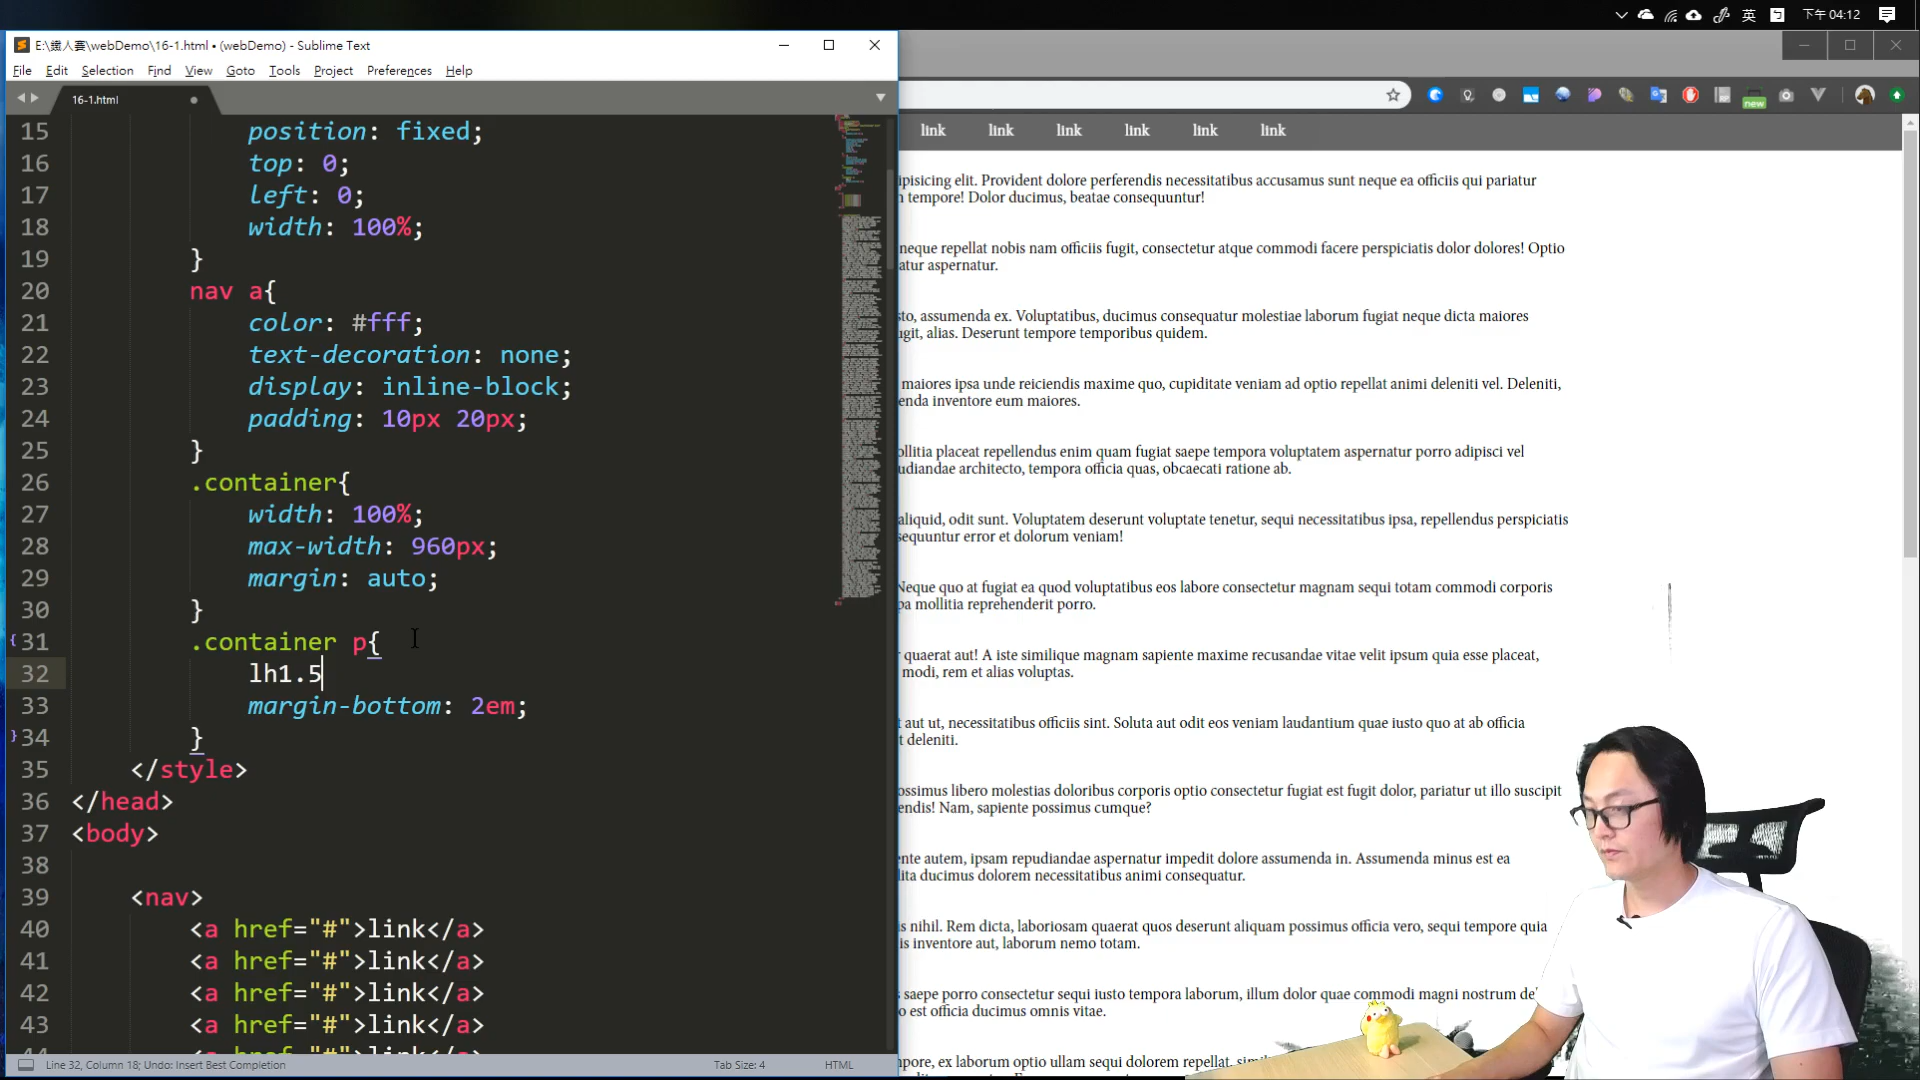 英
下午 04:12
E:\鐵人賽\webDemo\16-1.html • (webDemo) - Sublime Text
File Edit Selection Find View Goto Tools Project Preferences Help
16-1.html
15 position: fixed;
16 top: 0;
17 left: 0;
18 width: 100%;
19 }
20 nav a{
21 color: #fff;
22 text-decoration: none;
23 display: inline-block;
24 padding: 10px 20px;
25 }
26 .container{
27 width: 100%;
28 max-width: 960px;
29 margin: auto;
30 }
31 .container p{
32 lh1.5
33 margin-bottom: 2em;
34 }
35 </style>
36 </head>
37 <body>
38
39 <nav>
40 <a href="#">link</a>
41 <a href="#">link</a>
42 <a href="#">link</a>
43 <a href="#">link</a>
Line 32, Column 18; Undo: Insert Best Completion
Tab Size: 4
HTML
new
link link link link link link
elit. Provident dolore perferendis necessitatibus accusamus sunt neque ea officiis qui pariatur
tempore! Dolor ducimus, beatae consequuntur!
neque repellat nobis nam officiis fugit, consectetur atque commodi facere perspiciatis dolor dolores! Optio
aspernatur.
assumenda ex. Voluptatibus, ducimus consequatur molestiae laborum fugiat neque dicta maiores
alias. Deserunt tempore temporibus quidem.
maiores ipsa unde reiciendis maxime quo, cupiditate veniam ad optio repellat animi deleniti vel. Deleniti,
inventore eum maiores.
placeat repellendus enim quam fugiat saepe tempora voluptatem aspernatur porro adipisci vel
architecto, tempora officia quas, obcaecati ratione ab.
aliquid, odit sunt. Voluptatem deserunt voluptate tenetur, sequi necessitatibus ipsa, repellendus perspiciatis
error et dolorum veniam!
Neque quo at fugiat ea quod voluptatibus eos labore consectetur magnam sequi totam commodi corporis
mollitia reprehenderit porro.
quaerat aut! A iste similique magnam sapiente maxime recusandae vitae velit ipsum quia esse placeat,
modi, rem et alias voluptas.
aut ut, necessitatibus officiis sint. Soluta aut odit eos veniam laudantium quae iusto quo at ab officia
deleniti.
libero molestias doloribus corporis optio consectetur fugiat est fugit dolor, pariatur ut illo suscipit
Nam, sapiente possimus cumque?
autem, ipsam repudiandae aspernatur impedit dolore assumenda in. Assumenda minus est ea
ducimus dolorem necessitatibus animi consequatur.
nihil. Rem dicta, laboriosam quaerat quos deserunt aliquam possimus officia vero, sequi tempore quia
inventore aut, laborum nemo totam.
saepe porro consectetur sequi iusto tempora laborum, illum dolor quae commodi magni nostrum
est officia ducimus omnis vitae.
ex laborum optio ullam sequi dolorem repellat,